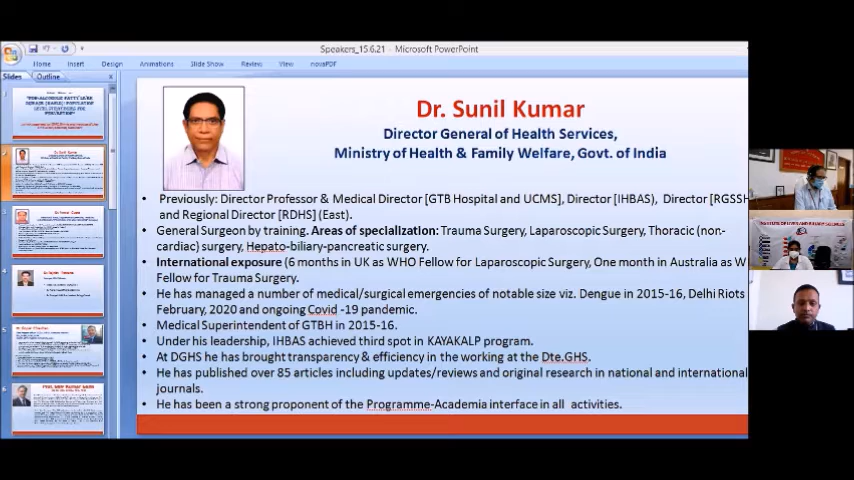 Speakers_15.6.21 - Microsoft PowerPoint
Home Insert Design Animations Slide Show Review View novaPDF
Slides Outline
Dr. Sunil Kumar
Director General of Health Services,
Ministry of Health & Family Welfare, Govt. of India
• Previously: Director Professor & Medical Director [GTB Hospital and UCMS], Director [IHBAS], Director [RGSSH
and Regional Director [RDHS] (East).
• General Surgeon by training. Areas of specialization: Trauma Surgery, Laparoscopic Surgery, Thoracic (non-
cardiac) surgery, Hepato-biliary-pancreatic surgery.
• International exposure (6 months in UK as WHO Fellow for Laparoscopic Surgery, One month in Australia as W
Fellow for Trauma Surgery.
• He has managed a number of medical/surgical emergencies of notable size viz. Dengue in 2015-16, Delhi Riots
February, 2020 and ongoing Covid -19 pandemic.
• Medical Superintendent of GTBH in 2015-16.
• Under his leadership, IHBAS achieved third spot in KAYAKALP program.
• At DGHS he has brought transparency & efficiency in the working at the Dte.GHS.
• He has published over 85 articles including updates/reviews and original research in national and international
journals.
• He has been a strong proponent of the Programme-Academia interface in all activities.